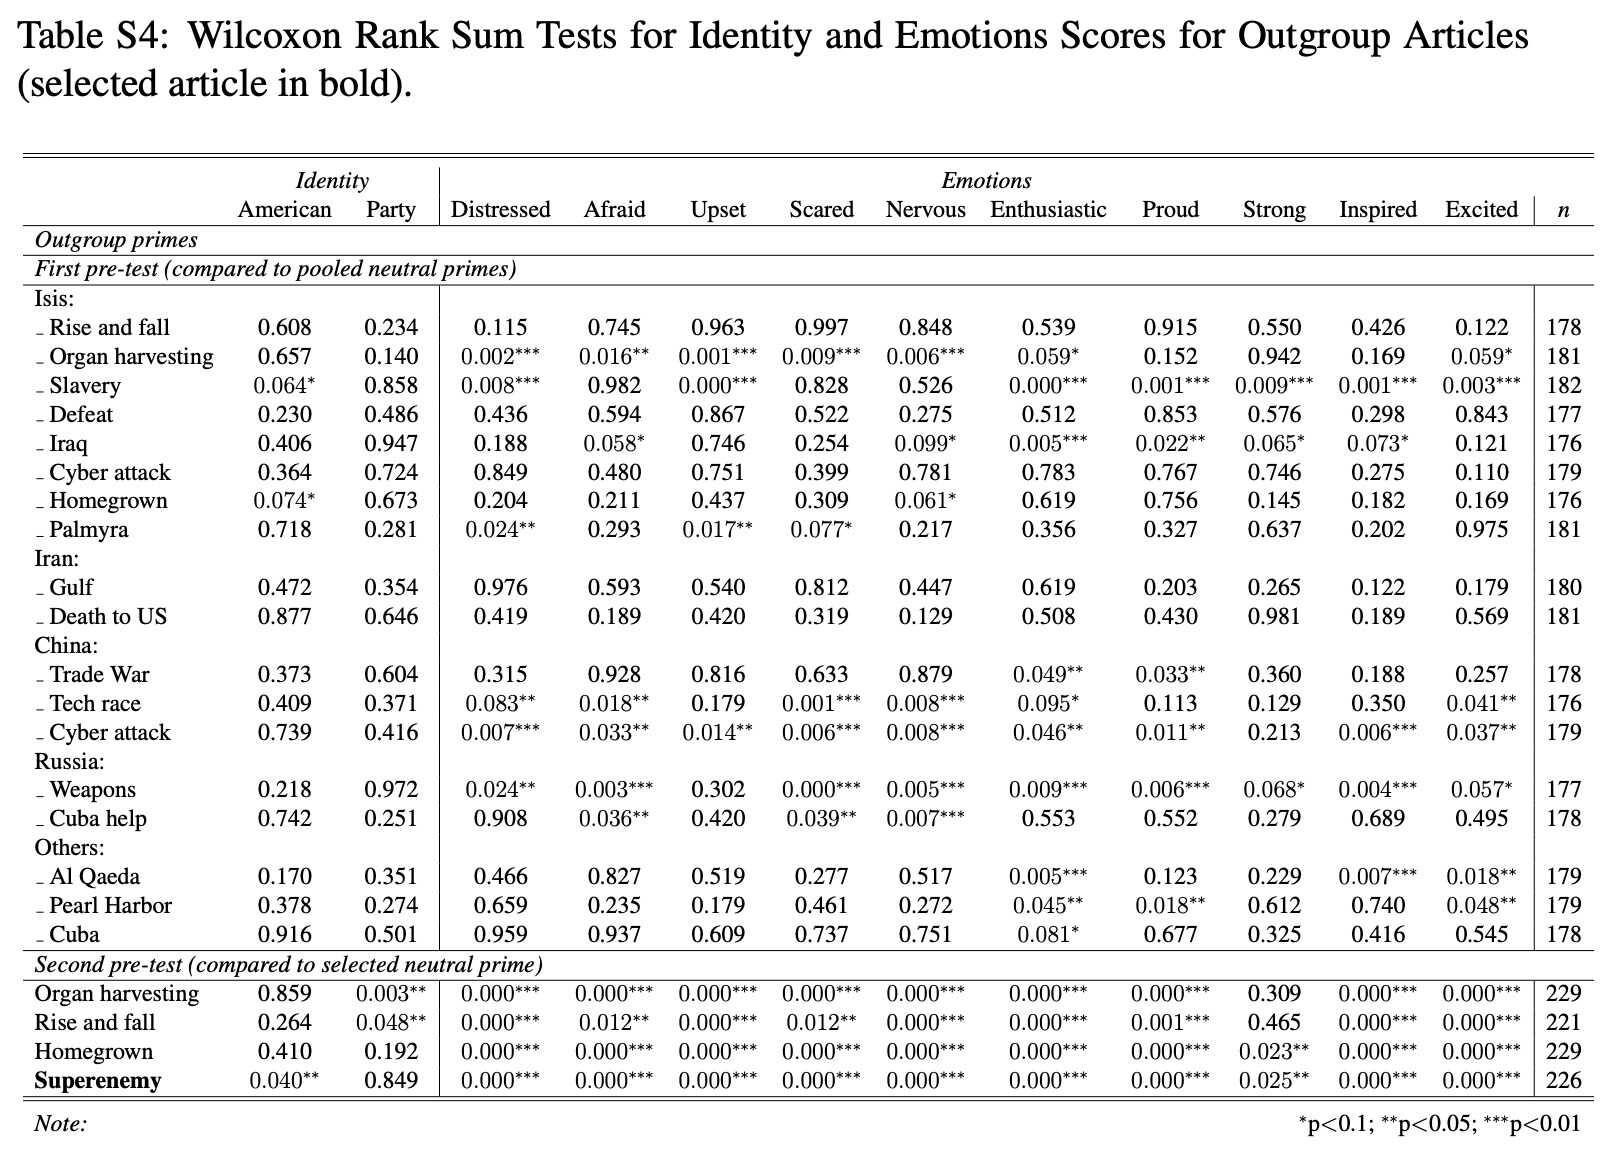 Table S4: Wilcoxon Rank Sum Tests for Identity and Emotions Scores for Outgroup Articles
(selected article in bold).
Identity Emotions
American Party Distressed Afraid Upset Scared Nervous Enthusiastic Proud Strong Inspired Excited n
Outgroup primes
First pre-test (compared to pooled neutral primes)
Isis:
_ Rise and fall 0.608 0.234 0.115 0.745 0.963 0.997 0.848 0.539 0.915 0.550 0.426 0.122 178
_ Organ harvesting 0.657 0.140 0.002*** 0.016** 0.001*** 0.009*** 0.006*** 0.059* 0.152 0.942 0.169 0.059* 181
_ Slavery 0.064* 0.858 0.008*** 0.982 0.000*** 0.828 0.526 0.000*** 0.001*** 0.009*** 0.001*** 0.003*** 182
_ Defeat 0.230 0.486 0.436 0.594 0.867 0.522 0.275 0.512 0.853 0.576 0.298 0.843 177
_ Iraq 0.406 0.947 0.188 0.058* 0.746 0.254 0.099* 0.005*** 0.022** 0.065* 0.073* 0.121 176
_ Cyber attack 0.364 0.724 0.849 0.480 0.751 0.399 0.781 0.783 0.767 0.746 0.275 0.110 179
_ Homegrown 0.074* 0.673 0.204 0.211 0.437 0.309 0.061* 0.619 0.756 0.145 0.182 0.169 176
_ Palmyra 0.718 0.281 0.024** 0.293 0.017** 0.077* 0.217 0.356 0.327 0.637 0.202 0.975 181
Iran:
_ Gulf 0.472 0.354 0.976 0.593 0.540 0.812 0.447 0.619 0.203 0.265 0.122 0.179 180
_ Death to US 0.877 0.646 0.419 0.189 0.420 0.319 0.129 0.508 0.430 0.981 0.189 0.569 181
China:
_ Trade War 0.373 0.604 0.315 0.928 0.816 0.633 0.879 0.049** 0.033** 0.360 0.188 0.257 178
_ Tech race 0.409 0.371 0.083** 0.018** 0.179 0.001*** 0.008*** 0.095* 0.113 0.129 0.350 0.041** 176
_ Cyber attack 0.739 0.416 0.007*** 0.033** 0.014** 0.006*** 0.008*** 0.046** 0.011** 0.213 0.006*** 0.037** 179
Russia:
_ Weapons 0.218 0.972 0.024** 0.003*** 0.302 0.000*** 0.005*** 0.009*** 0.006*** 0.068* 0.004*** 0.057* 177
_ Cuba help 0.742 0.251 0.908 0.036** 0.420 0.039** 0.007*** 0.553 0.552 0.279 0.689 0.495 178
Others:
_ Al Qaeda 0.170 0.351 0.466 0.827 0.519 0.277 0.517 0.005*** 0.123 0.229 0.007*** 0.018** 179
_ Pearl Harbor 0.378 0.274 0.659 0.235 0.179 0.461 0.272 0.045** 0.018** 0.612 0.740 0.048** 179
_ Cuba 0.916 0.501 0.959 0.937 0.609 0.737 0.751 0.081* 0.677 0.325 0.416 0.545 178
Second pre-test (compared to selected neutral prime)
Organ harvesting 0.859 0.003** 0.000*** 0.000*** 0.000*** 0.000*** 0.000*** 0.000*** 0.000*** 0.309 0.000*** 0.000*** 229
Rise and fall 0.264 0.048** 0.000*** 0.012** 0.000*** 0.012** 0.000*** 0.000*** 0.001*** 0.465 0.000*** 0.000*** 221
Homegrown 0.410 0.192 0.000*** 0.000*** 0.000*** 0.000*** 0.000*** 0.000*** 0.000*** 0.023** 0.000*** 0.000*** 229
Superenemy 0.040** 0.849 0.000*** 0.000*** 0.000*** 0.000*** 0.000*** 0.000*** 0.000*** 0.025** 0.000*** 0.000*** 226
Note: *p<0.1; **p<0.05; ***p<0.01